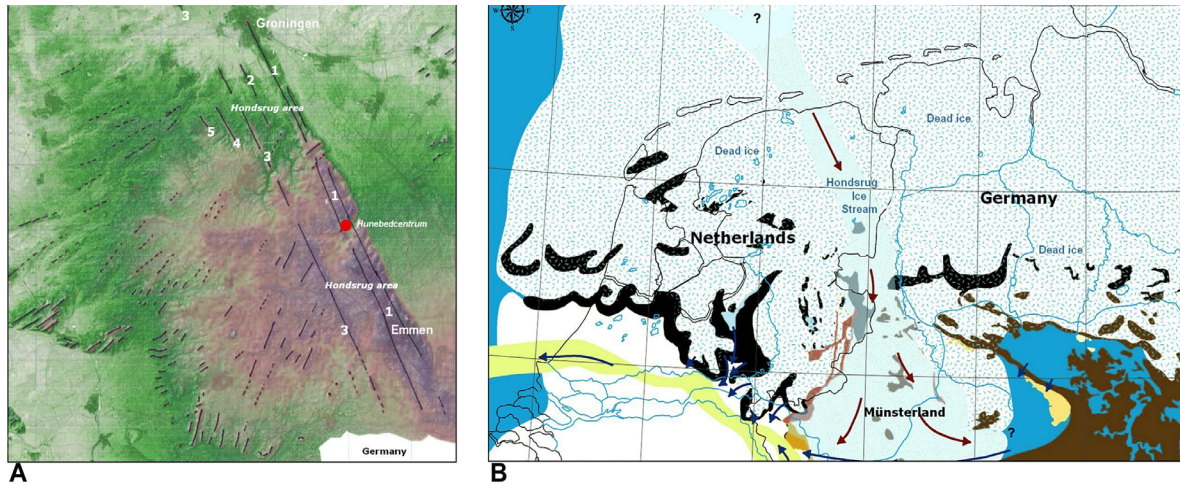 3
Groningen
1
2
Hondsrug area
5
4
3
1
Hunebedcentrum
Hondsrug area
1
3
Emmen
Germany
A
N
W
E
S
?
Dead ice
Dead ice
Hondsrug
Ice
Stream
Germany
Netherlands
Dead ice
Münsterland
?
B